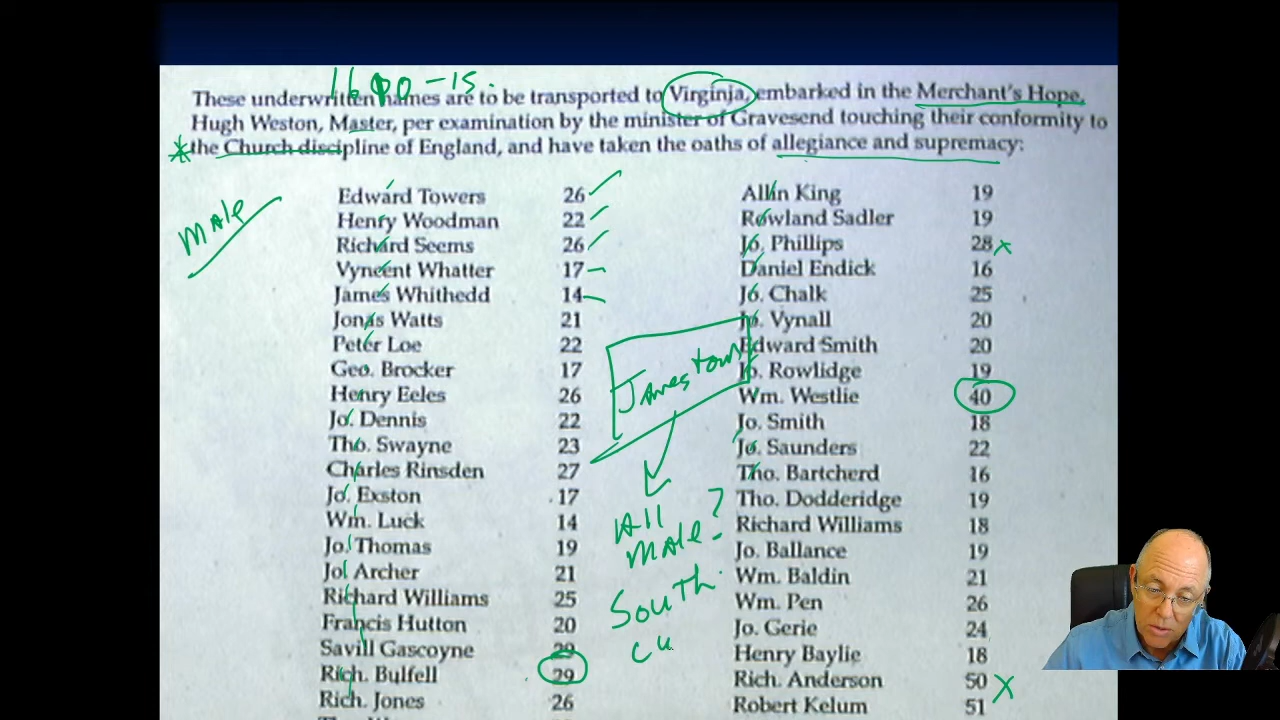 1600-15.
These underwritten names are to be transported to Virginja, embarked in the Merchant's Hope,
Hugh Weston, Master, per examination by the minister of Gravesend touching their conformity to
*the Church discipline of England, and have taken the oaths of allegiance and supremacy:
Male
Edward Towers 26
Henry Woodman 22
Richard Seems 26
Vyncent Whatter 17
James Whithedd 14
Jonas Watts 21
Peter Loe 22
Geo. Brocker 17
Henry Eeles 26
Jo. Dennis 22
Tho. Swayne 23
Charles Rinsden 27
Jo. Exston 17
Wm. Luck 14
Jo. Thomas 19
Jo. Archer 21
Richard Williams 25
Francis Hutton 20
Savill Gascoyne 29
Rich. Bulfell 29
Rich. Jones 26
Jamestown
All
Male?
South
Allin King 19
Rowland Sadler 19
Jo. Phillips 28 x
Daniel Endick 16
Jo. Chalk 25
Jo. Vynall 20
Edward Smith 20
Jo. Rowlidge 19
Wm. Westlie 40
Jo. Smith 18
Jo. Saunders 22
Tho. Bartcherd 16
Tho. Dodderidge 19
Richard Williams 18
Jo. Ballance 19
Wm. Baldin 21
Wm. Pen 26
Jo. Gerie 24
Henry Baylie 18
Rich. Anderson 50 x
Robert Kelum 51